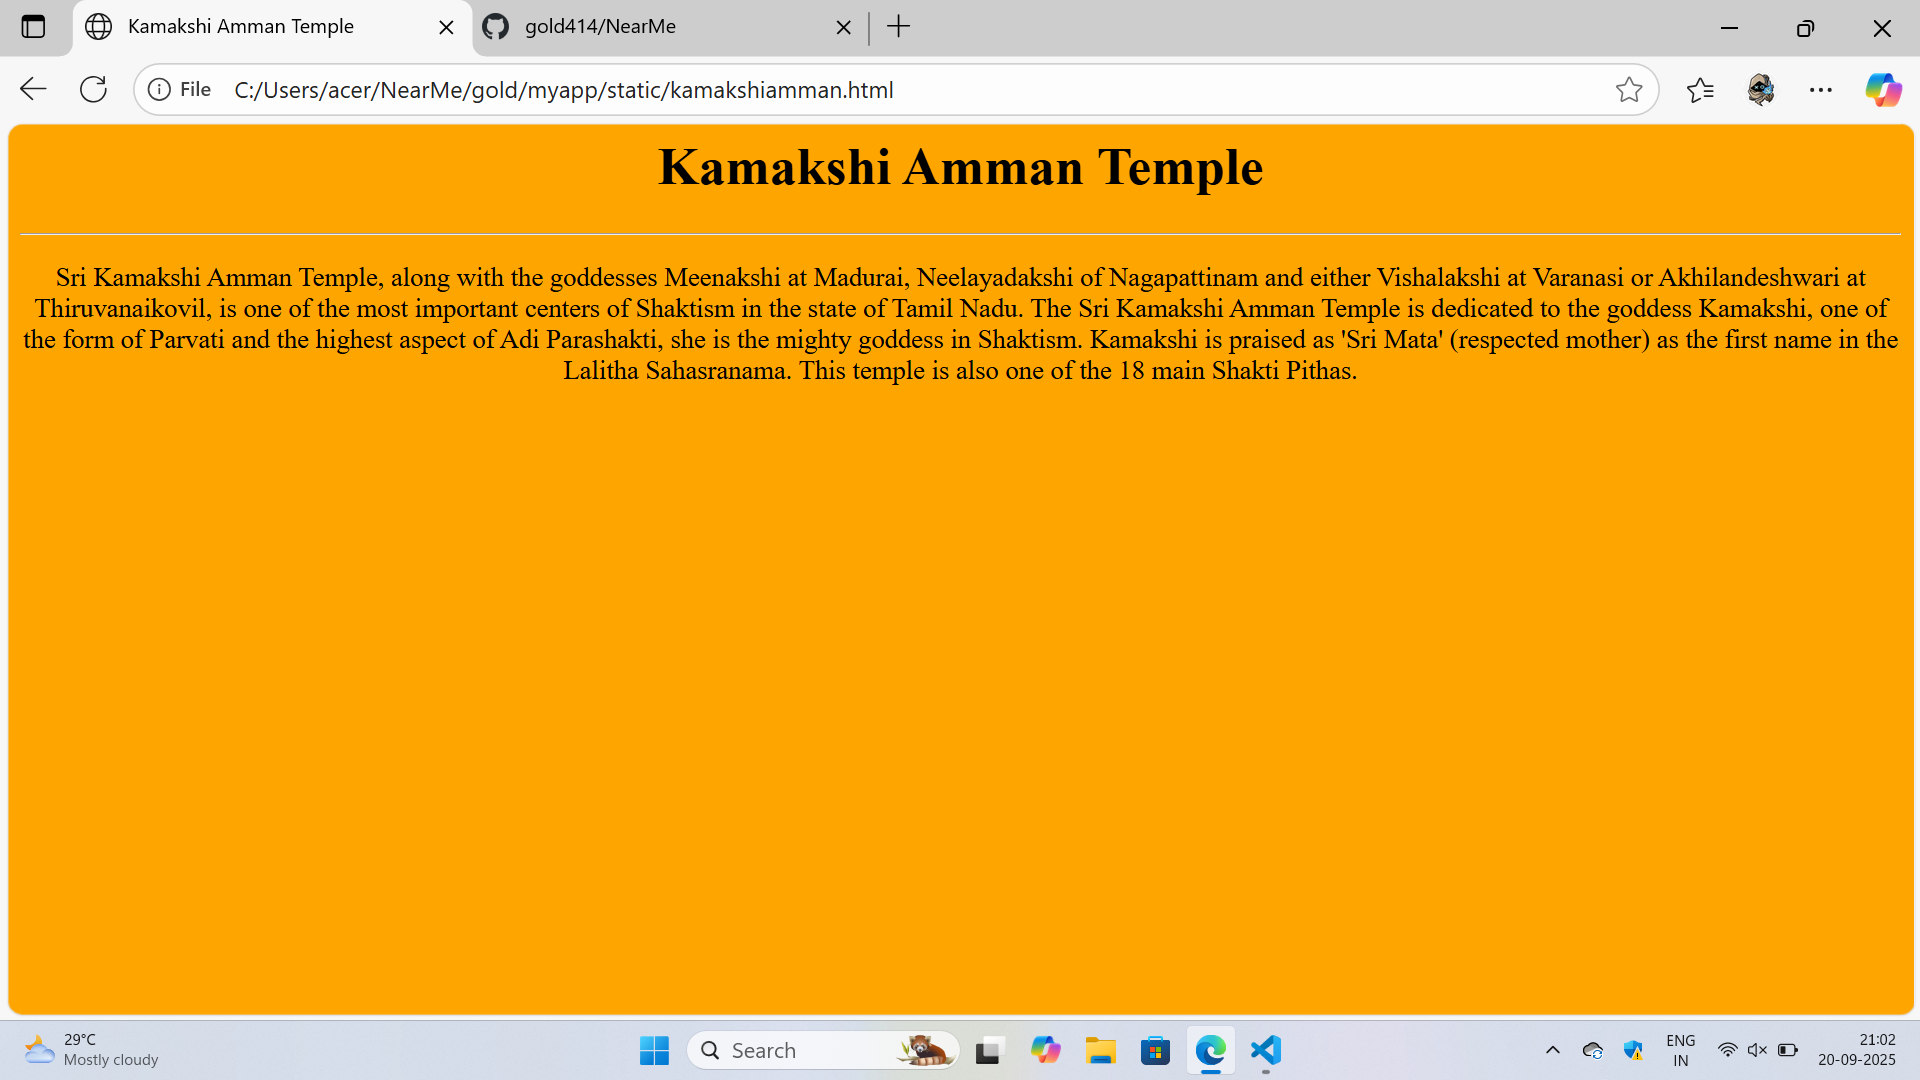 Kamakshi Amman Temple
gold414/NearMe
File C:/Users/acer/NearMe/gold/myapp/static/kamakshiamman.html
Kamakshi Amman Temple
Sri Kamakshi Amman Temple, along with the goddesses Meenakshi at Madurai, Neelayadakshi of Nagapattinam and either Vishalakshi at Varanasi or Akhilandeshwari at
Thiruvanaikovil, is one of the most important centers of Shaktism in the state of Tamil Nadu. The Sri Kamakshi Amman Temple is dedicated to the goddess Kamakshi, one of
the form of Parvati and the highest aspect of Adi Parashakti, she is the mighty goddess in Shaktism. Kamakshi is praised as 'Sri Mata' (respected mother) as the first name in the
Lalitha Sahasranama. This temple is also one of the 18 main Shakti Pithas.
29°C
Mostly cloudy
Search
ENG
IN
21:02
20-09-2025